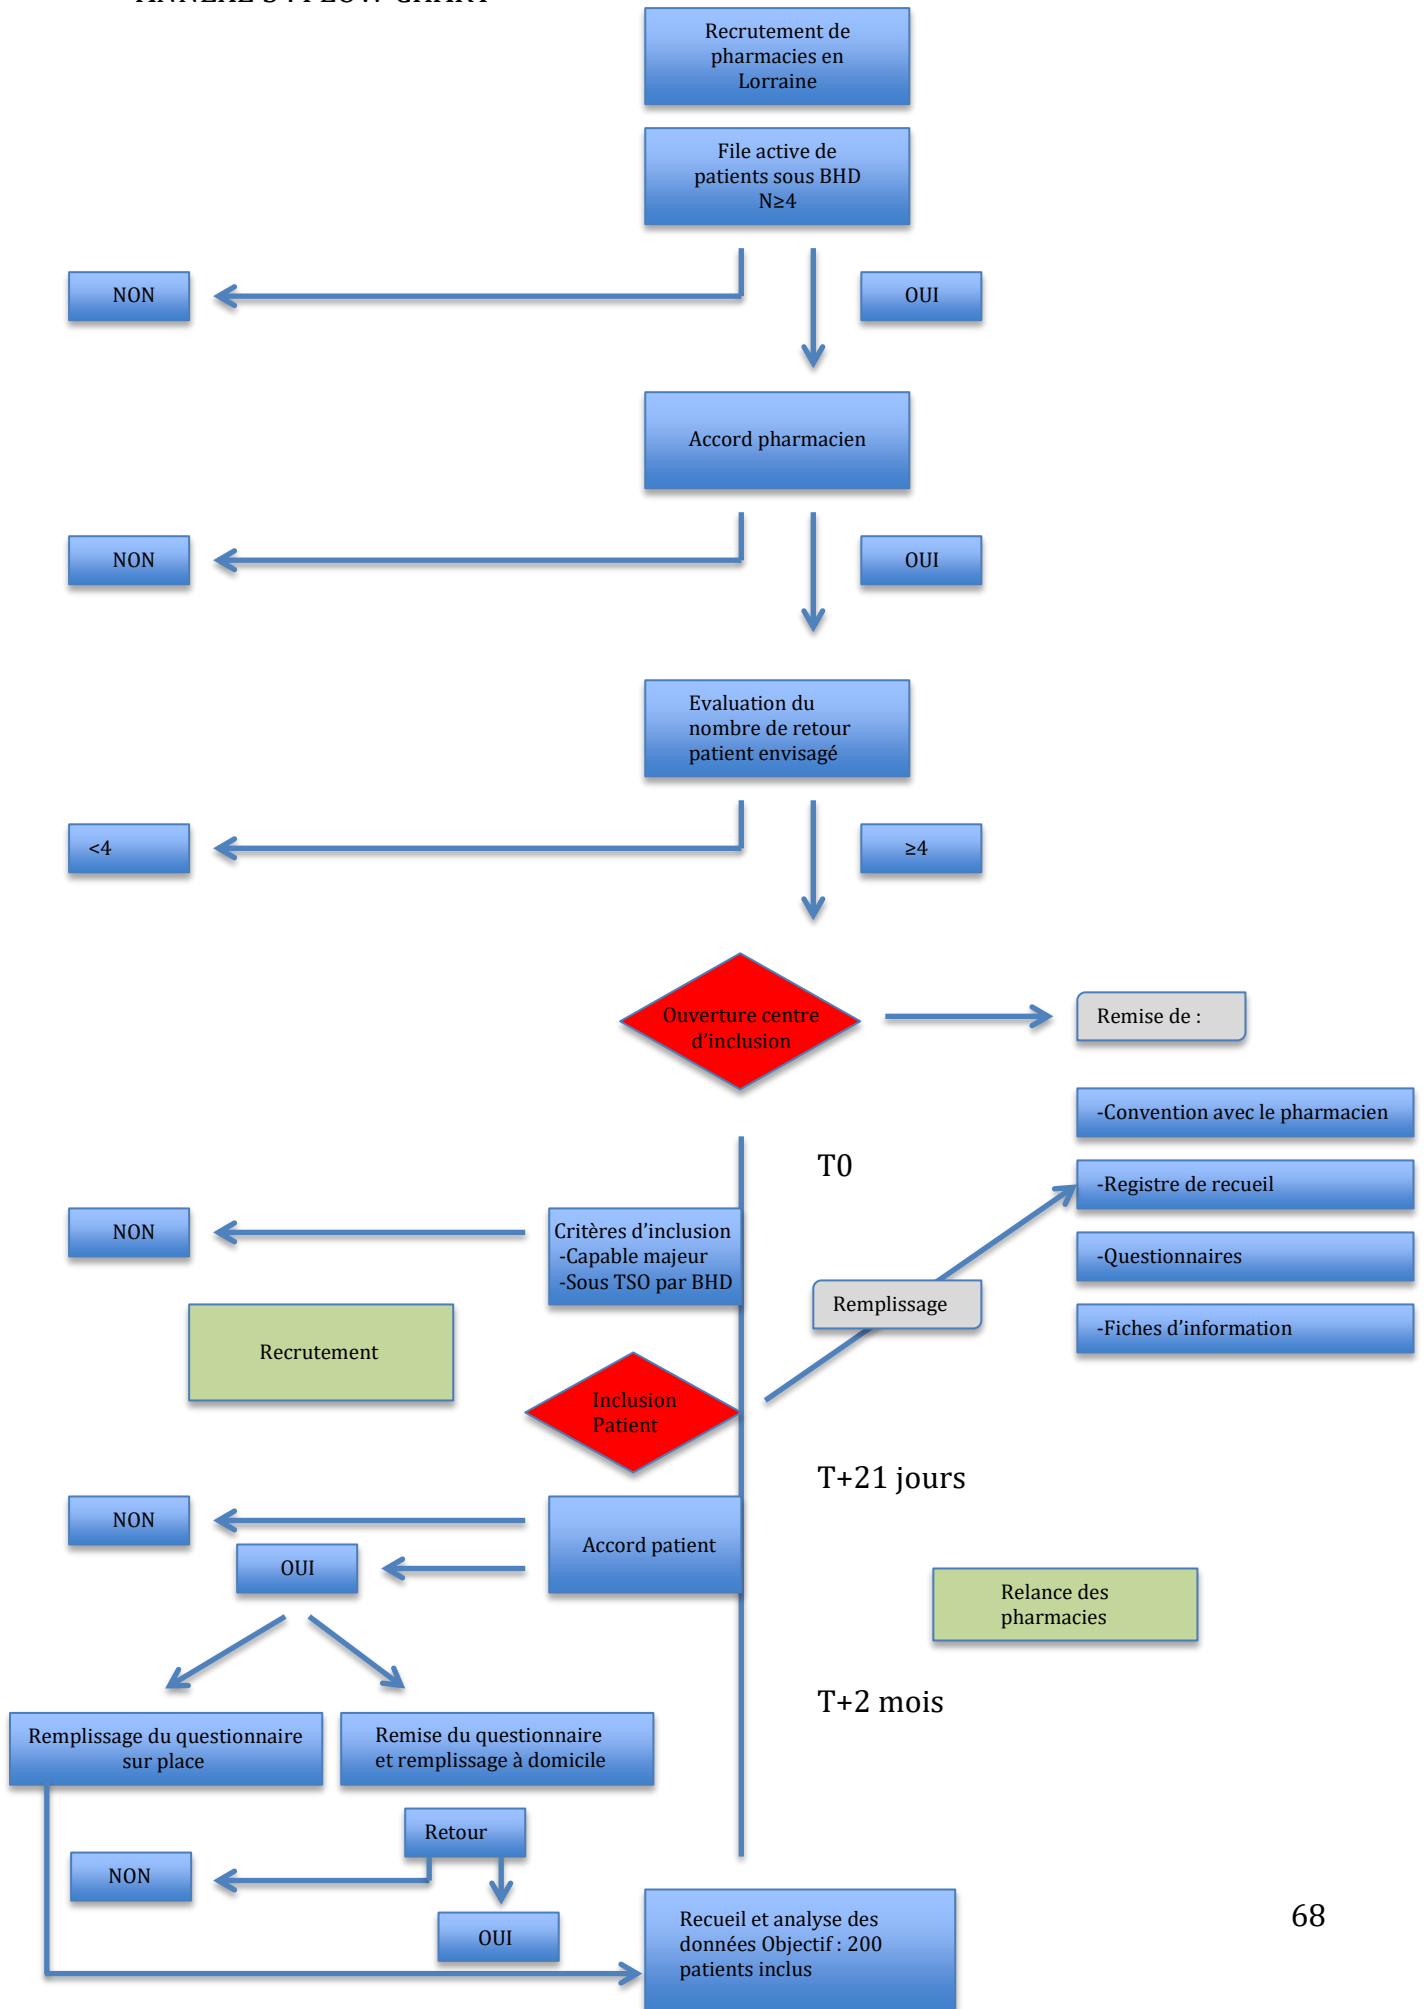 ANNEXE 3 : FLOW CHART
Recrutement de
pharmacies en
Lorraine
File active de
patients sous BHD
N≥4
NON
OUI
Accord pharmacien
NON
OUI
Evaluation du
nombre de retour
patient envisagé
<4
≥4
Ouverture centre
d’inclusion
Remise de :
-Convention avec le pharmacien
T0
-Registre de recueil
NON
Critères d’inclusion
-Capable majeur
-Sous TSO par BHD
-Questionnaires
Remplissage
-Fiches d’information
Recrutement
Inclusion
Patient
T+21 jours
NON
Accord patient
OUI
Relance des
pharmacies
T+2 mois
Remplissage du questionnaire
sur place
Remise du questionnaire
et remplissage à domicile
Retour
NON
OUI
Recueil et analyse des
données Objectif : 200
patients inclus
68